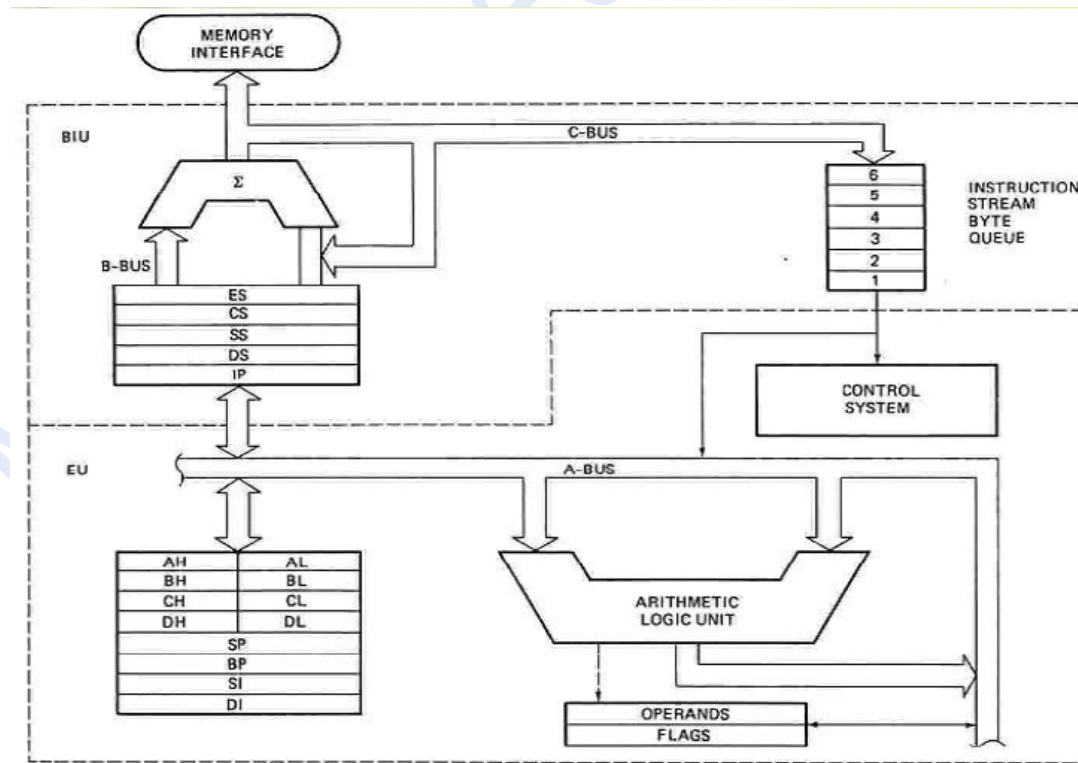 MEMORY
INTERFACE
BIU
C-BUS
Σ
6
5
4
3
2
1
INSTRUCTION
STREAM
BYTE
QUEUE
B-BUS
ES
CS
SS
DS
IP
CONTROL
SYSTEM
EU
A-BUS
AH AL
BH BL
CH CL
DH DL
SP
BP
SI
DI
ARITHMETIC
LOGIC UNIT
OPERANDS
FLAGS